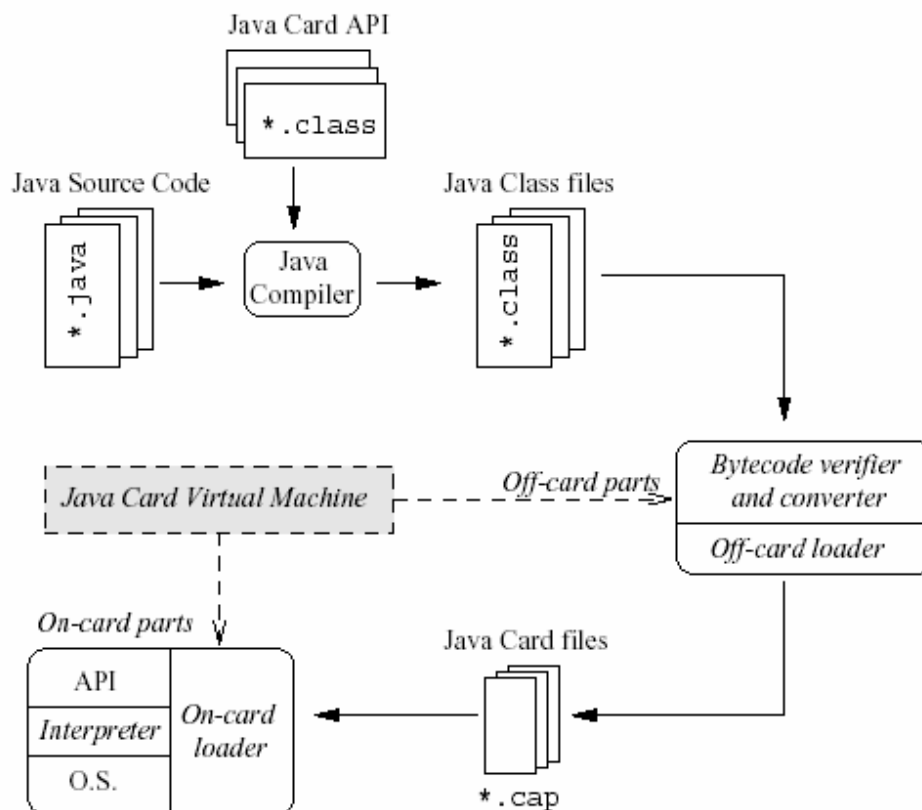 Java Card API
*.class
Java Source Code
*.java
Java
Compiler
Java Class files
*.class
Java Card Virtual Machine
Off-card parts
Bytecode verifier
and converter
Off-card loader
On-card parts
API
Interpreter
O.S.
On-card
loader
Java Card files
*.cap